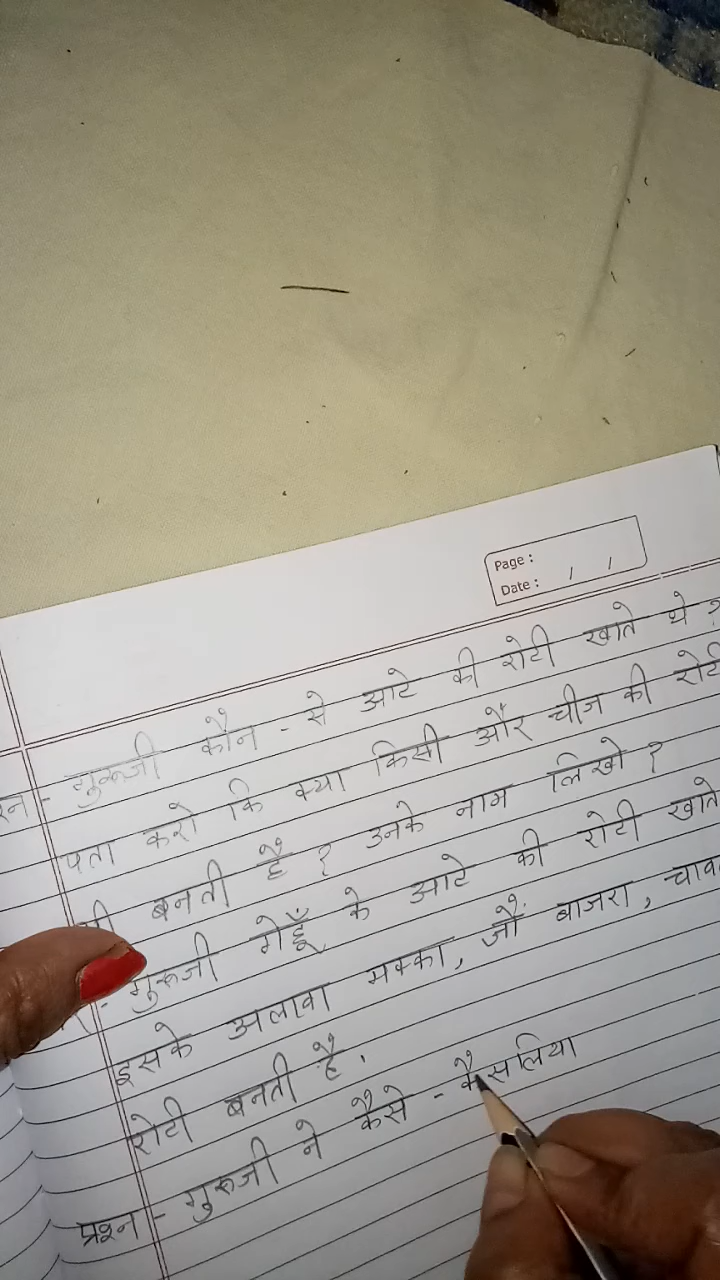 Page :
Date : / /
गुरूजी कौन - से आटे की रोटी खाते थे ?
पता करो कि क्या किसी और चीज की रोटी
बनती है ? उनके नाम लिखो ?
गुरूजी गेहूँ के आटे की रोटी खाते
इसके अलावा मक्का, जौं बाजरा,
रोटी बनती है.
प्रश्न - गुरूजी ने कैसे - फैसलिया